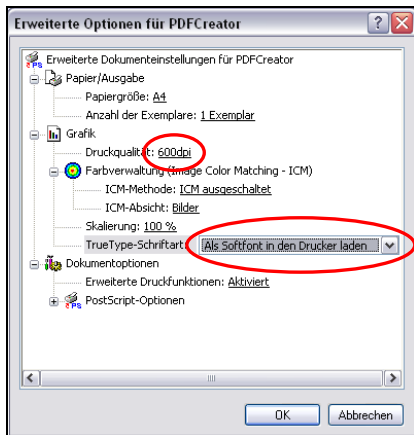 Erweiterte Optionen für PDFCreator
Erweiterte Dokumenteinstellungen für PDFCreator
Papier/Ausgabe
Papiergröße: A4
Anzahl der Exemplare: 1 Exemplar
Grafik
Druckqualität: 600dpi
Farbverwaltung (Image Color Matching - ICM)
ICM-Methode: ICM ausgeschaltet
ICM-Absicht: Bilder
Skalierung: 100 %
TrueType-Schriftart: Als Softfont in den Drucker laden
Dokumentoptionen
Erweiterte Druckfunktionen: Aktiviert
PostScript-Optionen
OK Abbrechen